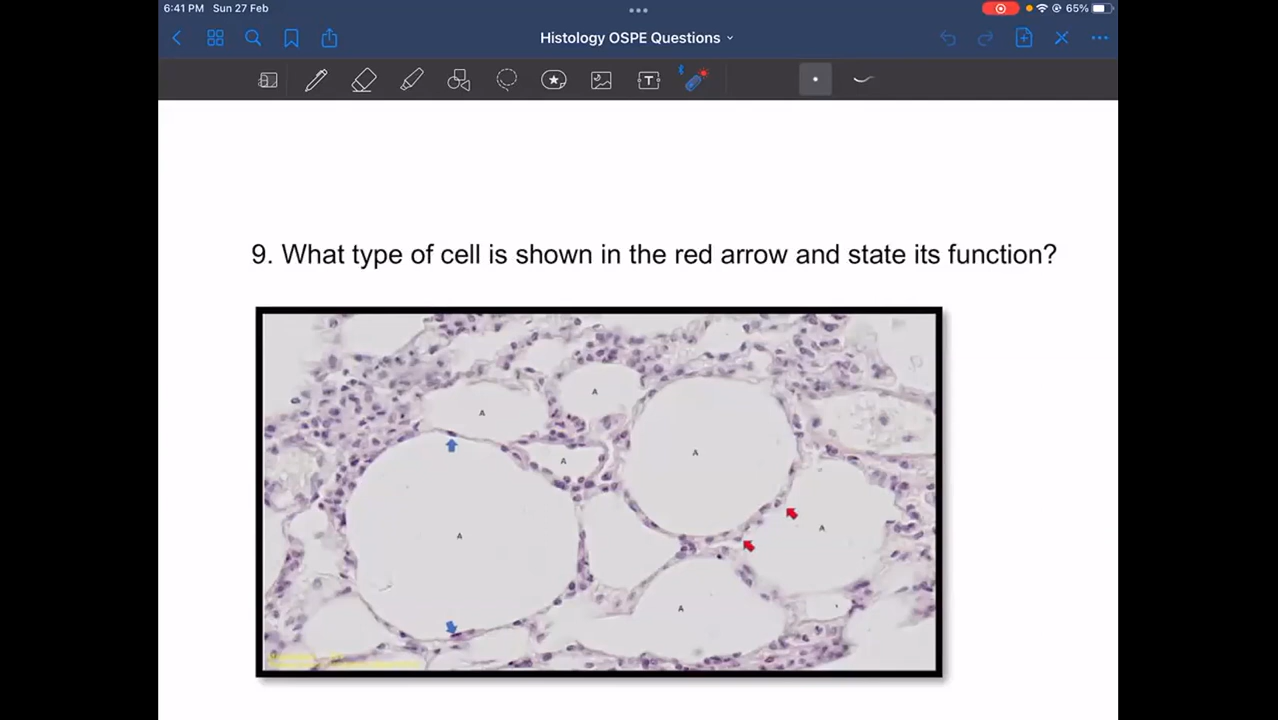 6:41 PM Sun 27 Feb
65%
Histology OSPE Questions
T
9. What type of cell is shown in the red arrow and state its function?
A
A
A
A
A
A
A